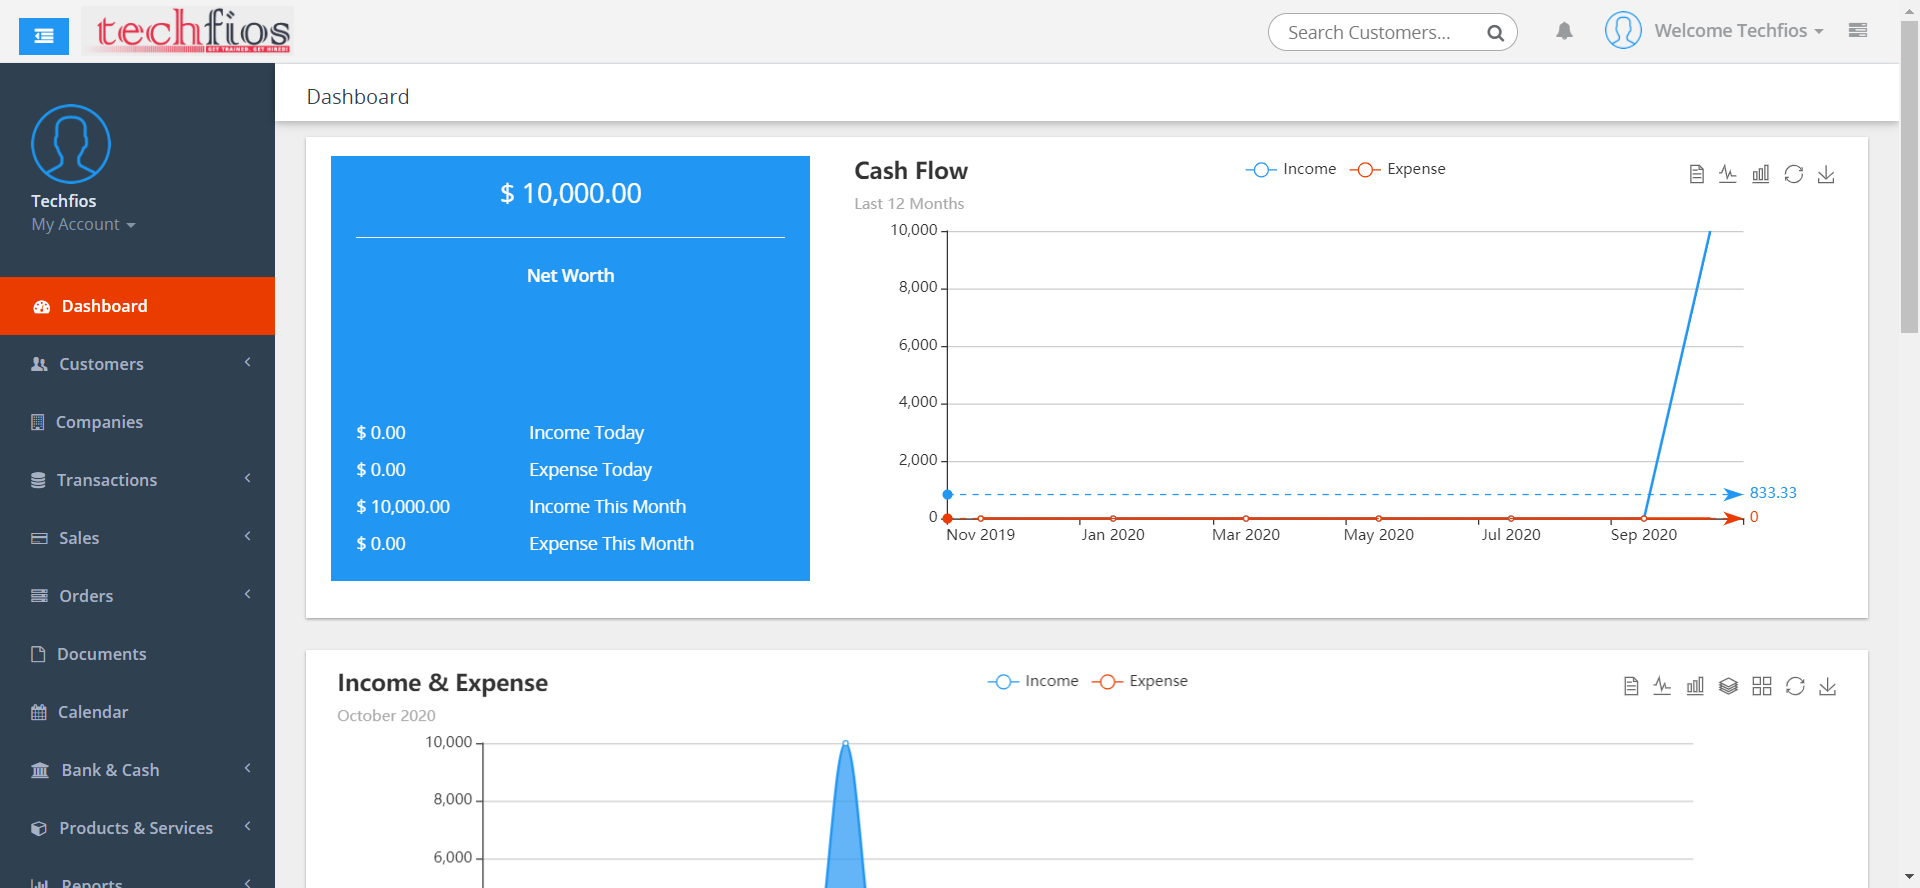 techfios
GET TRAINED. GET HIRED!
Search Customers...
Welcome Techfios
Techfios
My Account
Dashboard
Customers
Companies
Transactions
Sales
Orders
Documents
Calendar
Bank & Cash
Products & Services
Reports
Dashboard
$ 10,000.00
Net Worth
$ 0.00 Income Today
$ 0.00 Expense Today
$ 10,000.00 Income This Month
$ 0.00 Expense This Month
Cash Flow
Last 12 Months
Income Expense
10,000
8,000
6,000
4,000
2,000
0
833.33
0
Nov 2019 Jan 2020 Mar 2020 May 2020 Jul 2020 Sep 2020
Income & Expense
October 2020
Income Expense
10,000
8,000
6,000